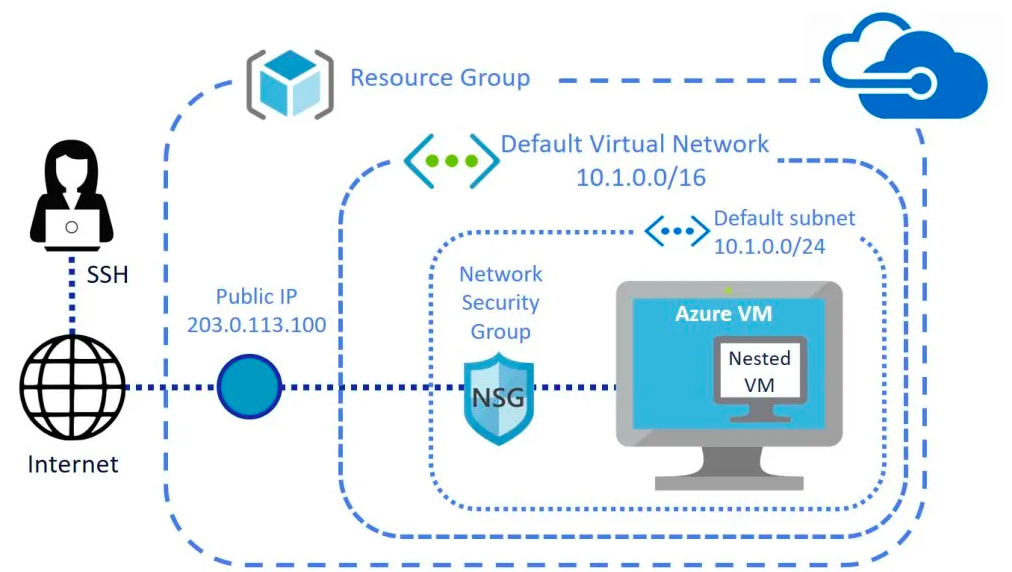 Resource Group
Default Virtual Network
10.1.0.0/16
Default subnet
10.1.0.0/24
SSH
Network
Security
Group
Public IP
203.0.113.100
Azure VM
Nested
VM
NSG
Internet